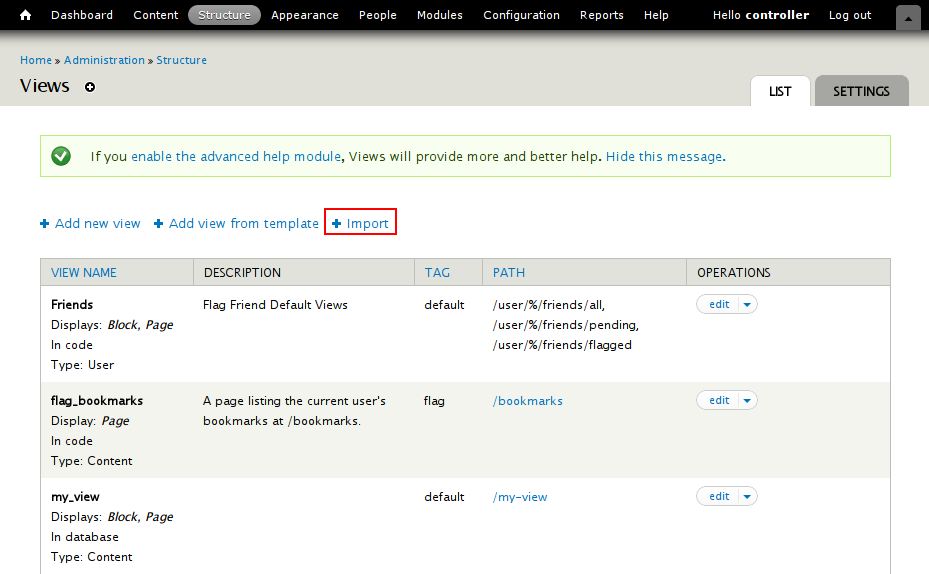 Dashboard Content Structure Appearance People Modules Configuration Reports Help Hello controller Log out
Home » Administration » Structure
Views
LIST SETTINGS
If you enable the advanced help module, Views will provide more and better help. Hide this message.
Add new view Add view from template Import
VIEW NAME DESCRIPTION TAG PATH OPERATIONS
Friends Flag Friend Default Views default /user/%/friends/all, edit
Displays: Block, Page /user/%/friends/pending,
In code /user/%/friends/flagged
Type: User
flag_bookmarks A page listing the current user's flag /bookmarks edit
Display: Page bookmarks at /bookmarks.
In code
Type: Content
my_view default /my-view edit
Displays: Block, Page
In database
Type: Content